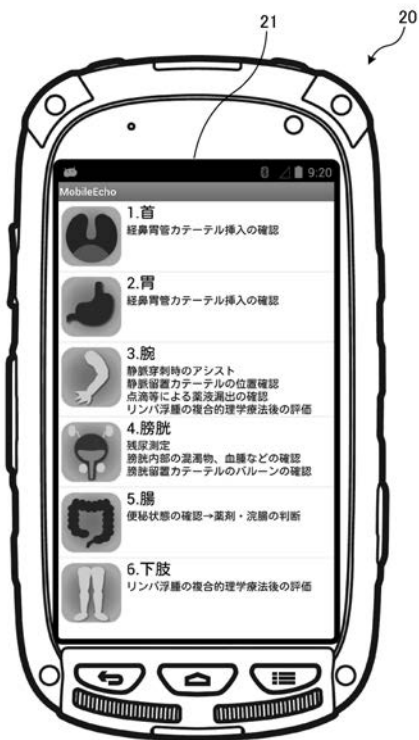 21
20
9:20
MobileEcho
1.首
経鼻胃管カテーテル挿入の確認
2.胃
経鼻胃管カテーテル挿入の確認
3.腕
静脈穿刺時のアシスト
静脈留置カテーテルの位置確認
点滴等による薬液漏出の確認
リンパ浮腫の複合的理学療法後の評価
4.膀胱
残尿測定
膀胱内部の混濁物、血腫などの確認
膀胱留置カテーテルのバルーンの確認
5.腸
便秘状態の確認→薬剤・浣腸の判断
6.下肢
リンパ浮腫の複合的理学療法後の評価